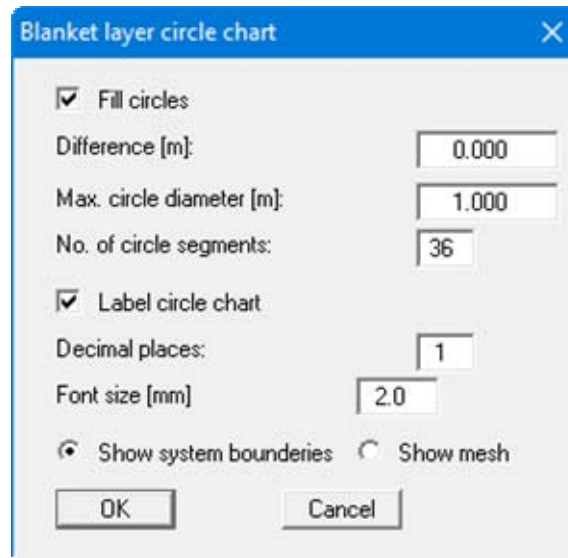 Blanket layer circle chart
Fill circles
Difference [m]: 0.000
Max. circle diameter [m]: 1.000
No. of circle segments: 36
Label circle chart
Decimal places: 1
Font size [mm] 2.0
Show system bounderies Show mesh
OK Cancel